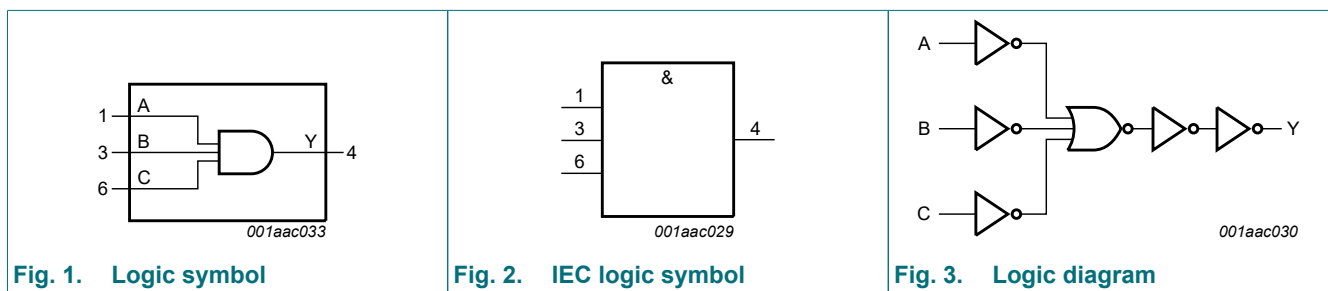 1
A
3
B
6
C
Y
4
001aac033
Fig. 1. Logic symbol
&
1
3
6
4
001aac029
Fig. 2. IEC logic symbol
A
B
C
Y
001aac030
Fig. 3. Logic diagram